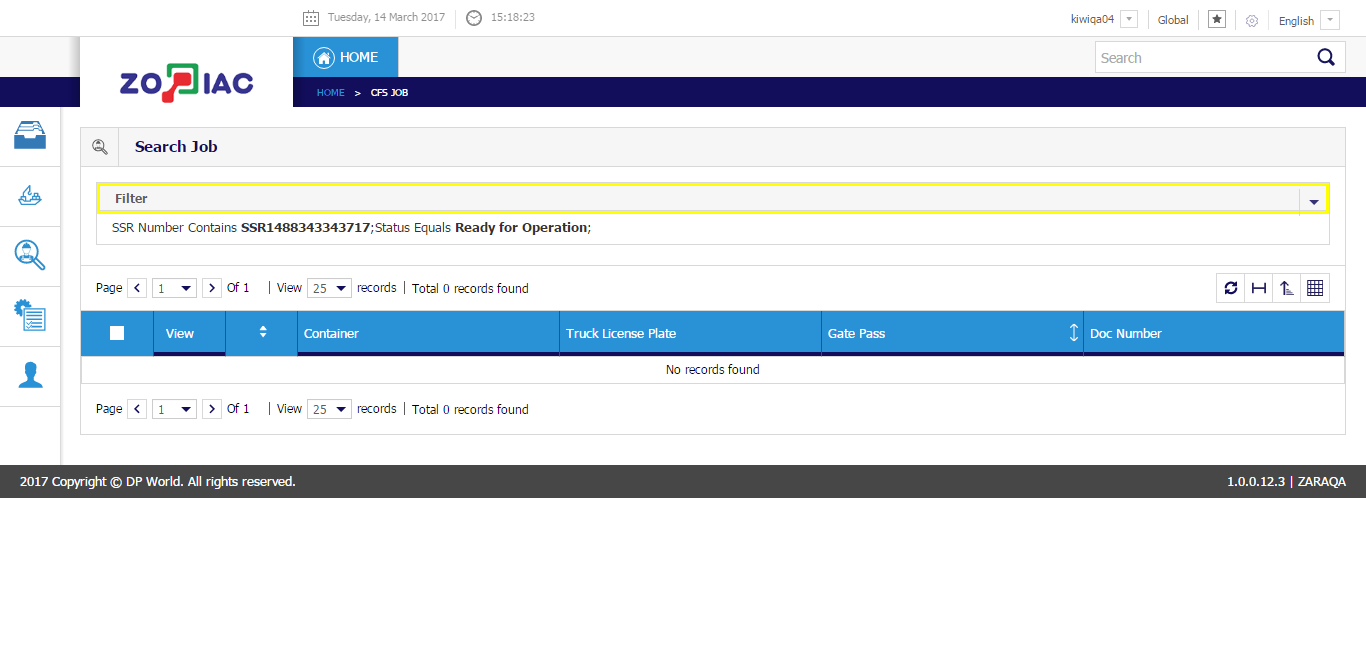 Tuesday, 14 March 2017 15:18:23 kiwiqa04 Global English
ZODIAC HOME Search
HOME > CFS JOB
Search Job
Filter
SSR Number Contains SSR1488343343717;Status Equals Ready for Operation;
Page 1 Of 1 | View 25 records | Total 0 records found
View Container Truck License Plate Gate Pass Doc Number
No records found
Page 1 Of 1 | View 25 records | Total 0 records found
2017 Copyright © DP World. All rights reserved. 1.0.0.12.3 | ZARAQA